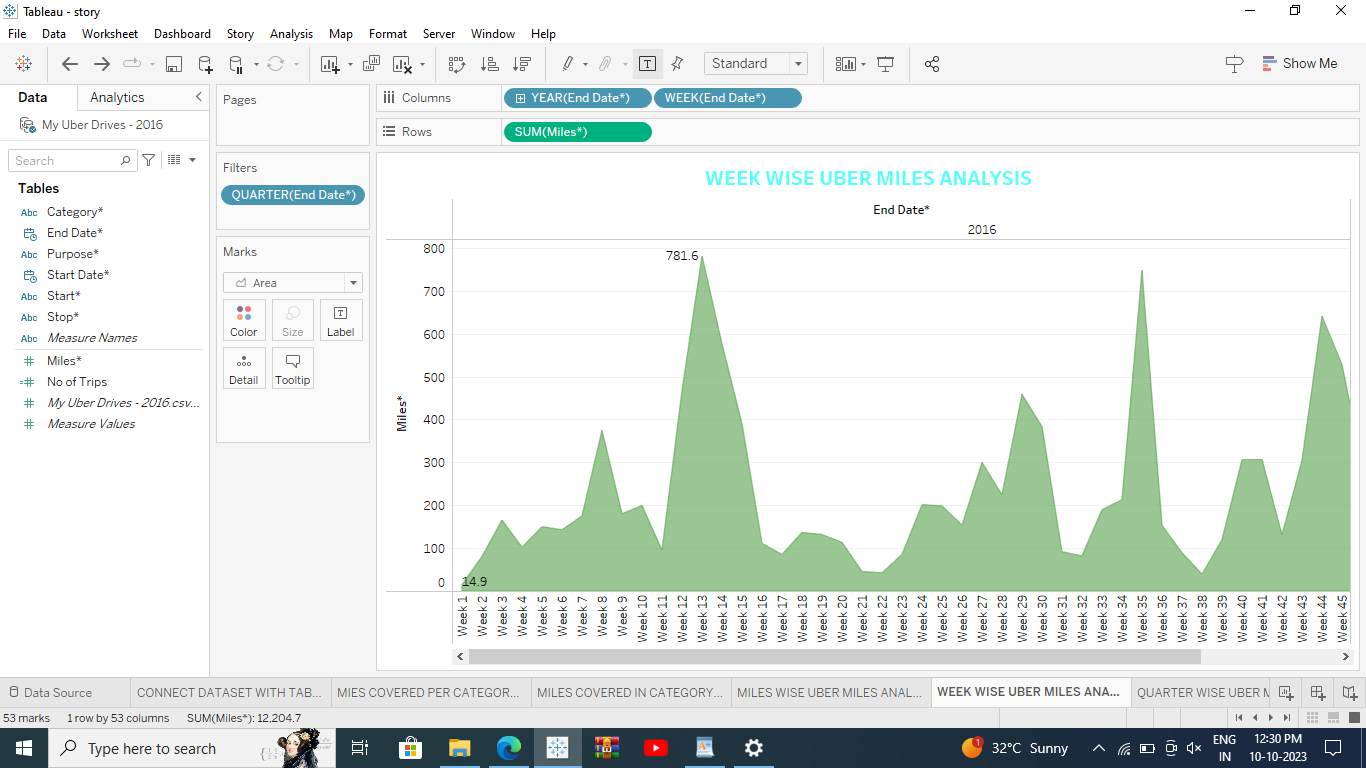 Tableau - story
File Data Worksheet Dashboard Story Analysis Map Format Server Window Help
Standard
Show Me
Data Analytics
My Uber Drives - 2016
Search
Tables
Abc Category*
End Date*
Abc Purpose*
Start Date*
Abc Start*
Abc Stop*
Abc Measure Names
Miles*
No of Trips
My Uber Drives - 2016.csv...
Measure Values
Pages
Filters
QUARTER(End Date*)
Marks
Area
Color Size Label
Detail Tooltip
Columns YEAR(End Date*) WEEK(End Date*)
Rows SUM(Miles*)
WEEK WISE UBER MILES ANALYSIS
End Date*
2016
Miles*
800
700
600
500
400
300
200
100
0
781.6
14.9
Week 1
Week 2
Week 3
Week 4
Week 5
Week 6
Week 7
Week 8
Week 9
Week 10
Week 11
Week 12
Week 13
Week 14
Week 15
Week 16
Week 17
Week 18
Week 19
Week 20
Week 21
Week 22
Week 23
Week 24
Week 25
Week 26
Week 27
Week 28
Week 29
Week 30
Week 31
Week 32
Week 33
Week 34
Week 35
Week 36
Week 37
Week 38
Week 39
Week 40
Week 41
Week 42
Week 43
Week 44
Week 45
Data Source CONNECT DATASET WITH TAB... MIES COVERED PER CATEGOR... MILES COVERED IN CATEGORY... MILES WISE UBER MILES ANAL... WEEK WISE UBER MILES ANA... QUARTER WISE UBER M
53 marks 1 row by 53 columns SUM(Miles*): 12,204.7
Type here to search
1
32°C Sunny
ENG
IN
12:30 PM
10-10-2023